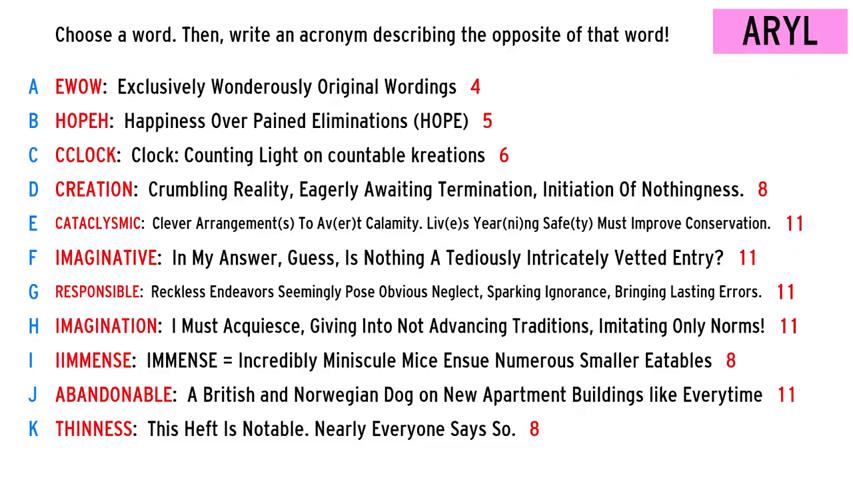 Choose a word. Then, write an acronym describing the opposite of that word!
ARYL
A EWOW: Exclusively Wonderously Original Wordings 4
B HOPEH: Happiness Over Pained Eliminations (HOPE) 5
C CCLOCK: Clock: Counting Light on countable kreations 6
D CREATION: Crumbling Reality, Eagerly Awaiting Termination, Initiation Of Nothingness. 8
E CATACLYSMIC: Clever Arrangement(s) To Av(er)t Calamity. Liv(e)s Year(ni)ng Safe(ty) Must Improve Conservation. 11
F IMAGINATIVE: In My Answer, Guess, Is Nothing A Tediously Intricately Vetted Entry? 11
G RESPONSIBLE: Reckless Endeavors Seemingly Pose Obvious Neglect, Sparking Ignorance, Bringing Lasting Errors. 11
H IMAGINATION: I Must Acquiesce, Giving Into Not Advancing Traditions, Imitating Only Norms! 11
I IIMMENSE: IMMENSE = Incredibly Miniscule Mice Ensue Numerous Smaller Eatables 8
J ABANDONABLE: A British and Norwegian Dog on New Apartment Buildings like Everytime 11
K THINNESS: This Heft Is Notable. Nearly Everyone Says So. 8